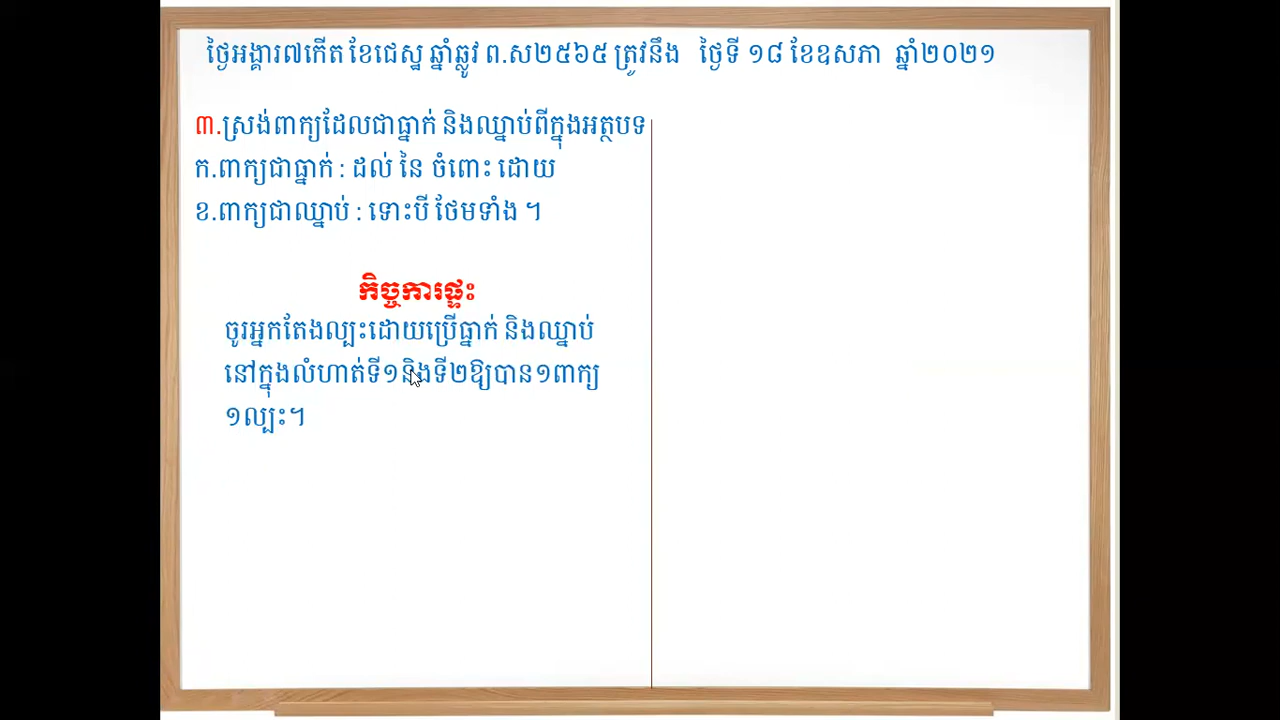 ថ្ងៃអង្គារ៧កើត ខែជេស្ឋ ឆ្នាំឆ្លូវ ព.ស២៥៦៥ ត្រូវនឹង ថ្ងៃទី ១៨ ខែឧសភា ឆ្នាំ២០២១
៣.ស្រង់ពាក្យដែលជាធ្នាក់ និងឈ្នាប់ពីក្នុងអត្ថបទ
ក.ពាក្យជាធ្នាក់ : ដល់ នៃ ចំពោះ ដោយ
ខ.ពាក្យជាឈ្នាប់ : ទោះបី ថែមទាំង ។
កិច្ចការផ្ទះ
ចូរអ្នកតែងល្បះដោយប្រើធ្នាក់ និងឈ្នាប់
នៅក្នុងលំហាត់ទី១និងទី២ឱ្យបាន១ពាក្យ
១ល្បះ។